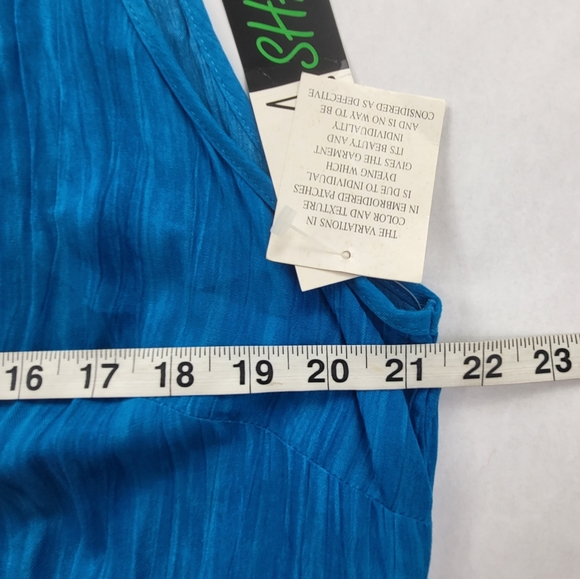 SH
THE VARIATIONS IN
COLOR AND TEXTURE
IN EMBROIDERED PATCHES
IS DUE TO INDIVIDUAL
DYEING WHICH
GIVES THE GARMENT
ITS BEAUTY AND
INDIVIDUALITY
AND IS NO WAY TO BE
CONSIDERED AS DEFECTIVE
16 17 18 19 20 21 22 23